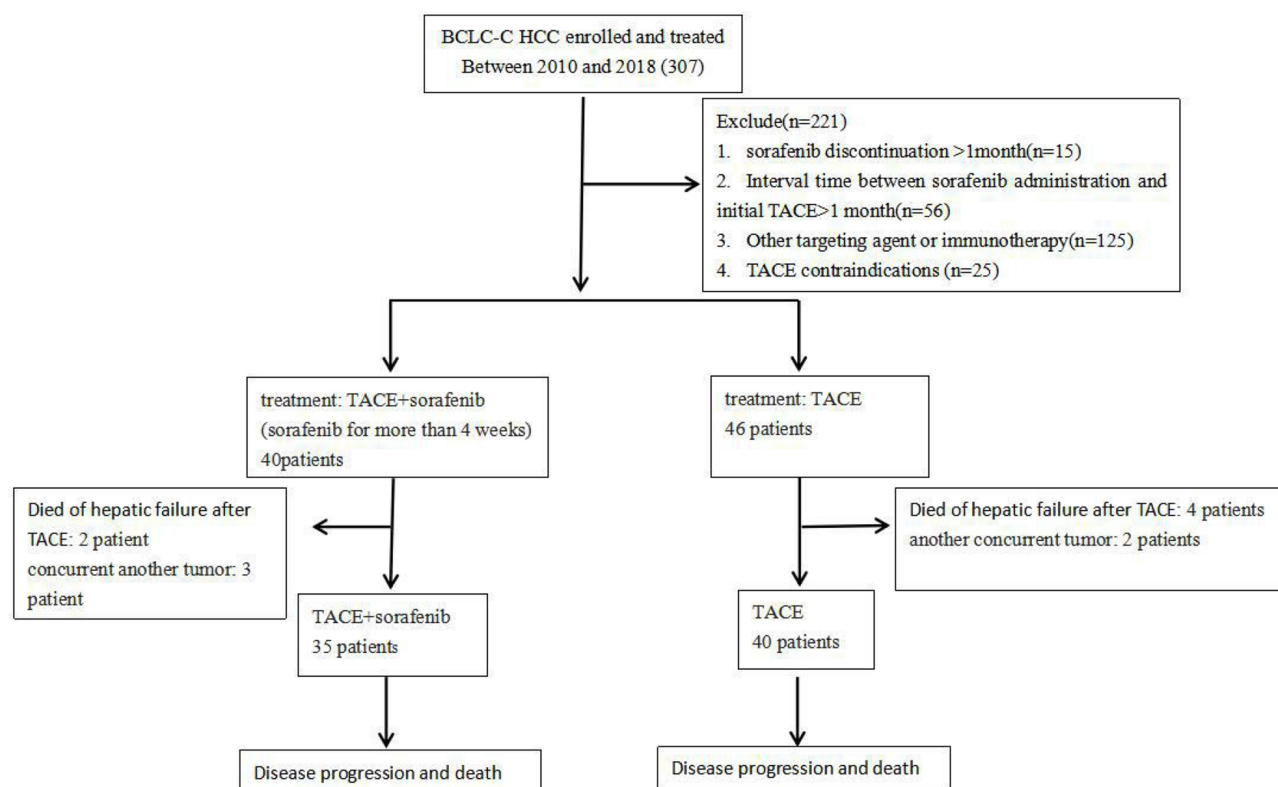 BCLC-C HCC enrolled and treated
Between 2010 and 2018 (307)
Exclude(n=221)
1. sorafenib discontinuation >1month(n=15)
2. Interval time between sorafenib administration and
initial TACE>1 month(n=56)
3. Other targeting agent or immunotherapy(n=125)
4. TACE contraindications (n=25)
treatment: TACE+sorafenib
(sorafenib for more than 4 weeks)
40patients
treatment: TACE
46 patients
Died of hepatic failure after
TACE: 2 patient
concurrent another tumor: 3
patient
Died of hepatic failure after TACE: 4 patients
another concurrent tumor: 2 patients
TACE+sorafenib
35 patients
TACE
40 patients
Disease progression and death
Disease progression and death